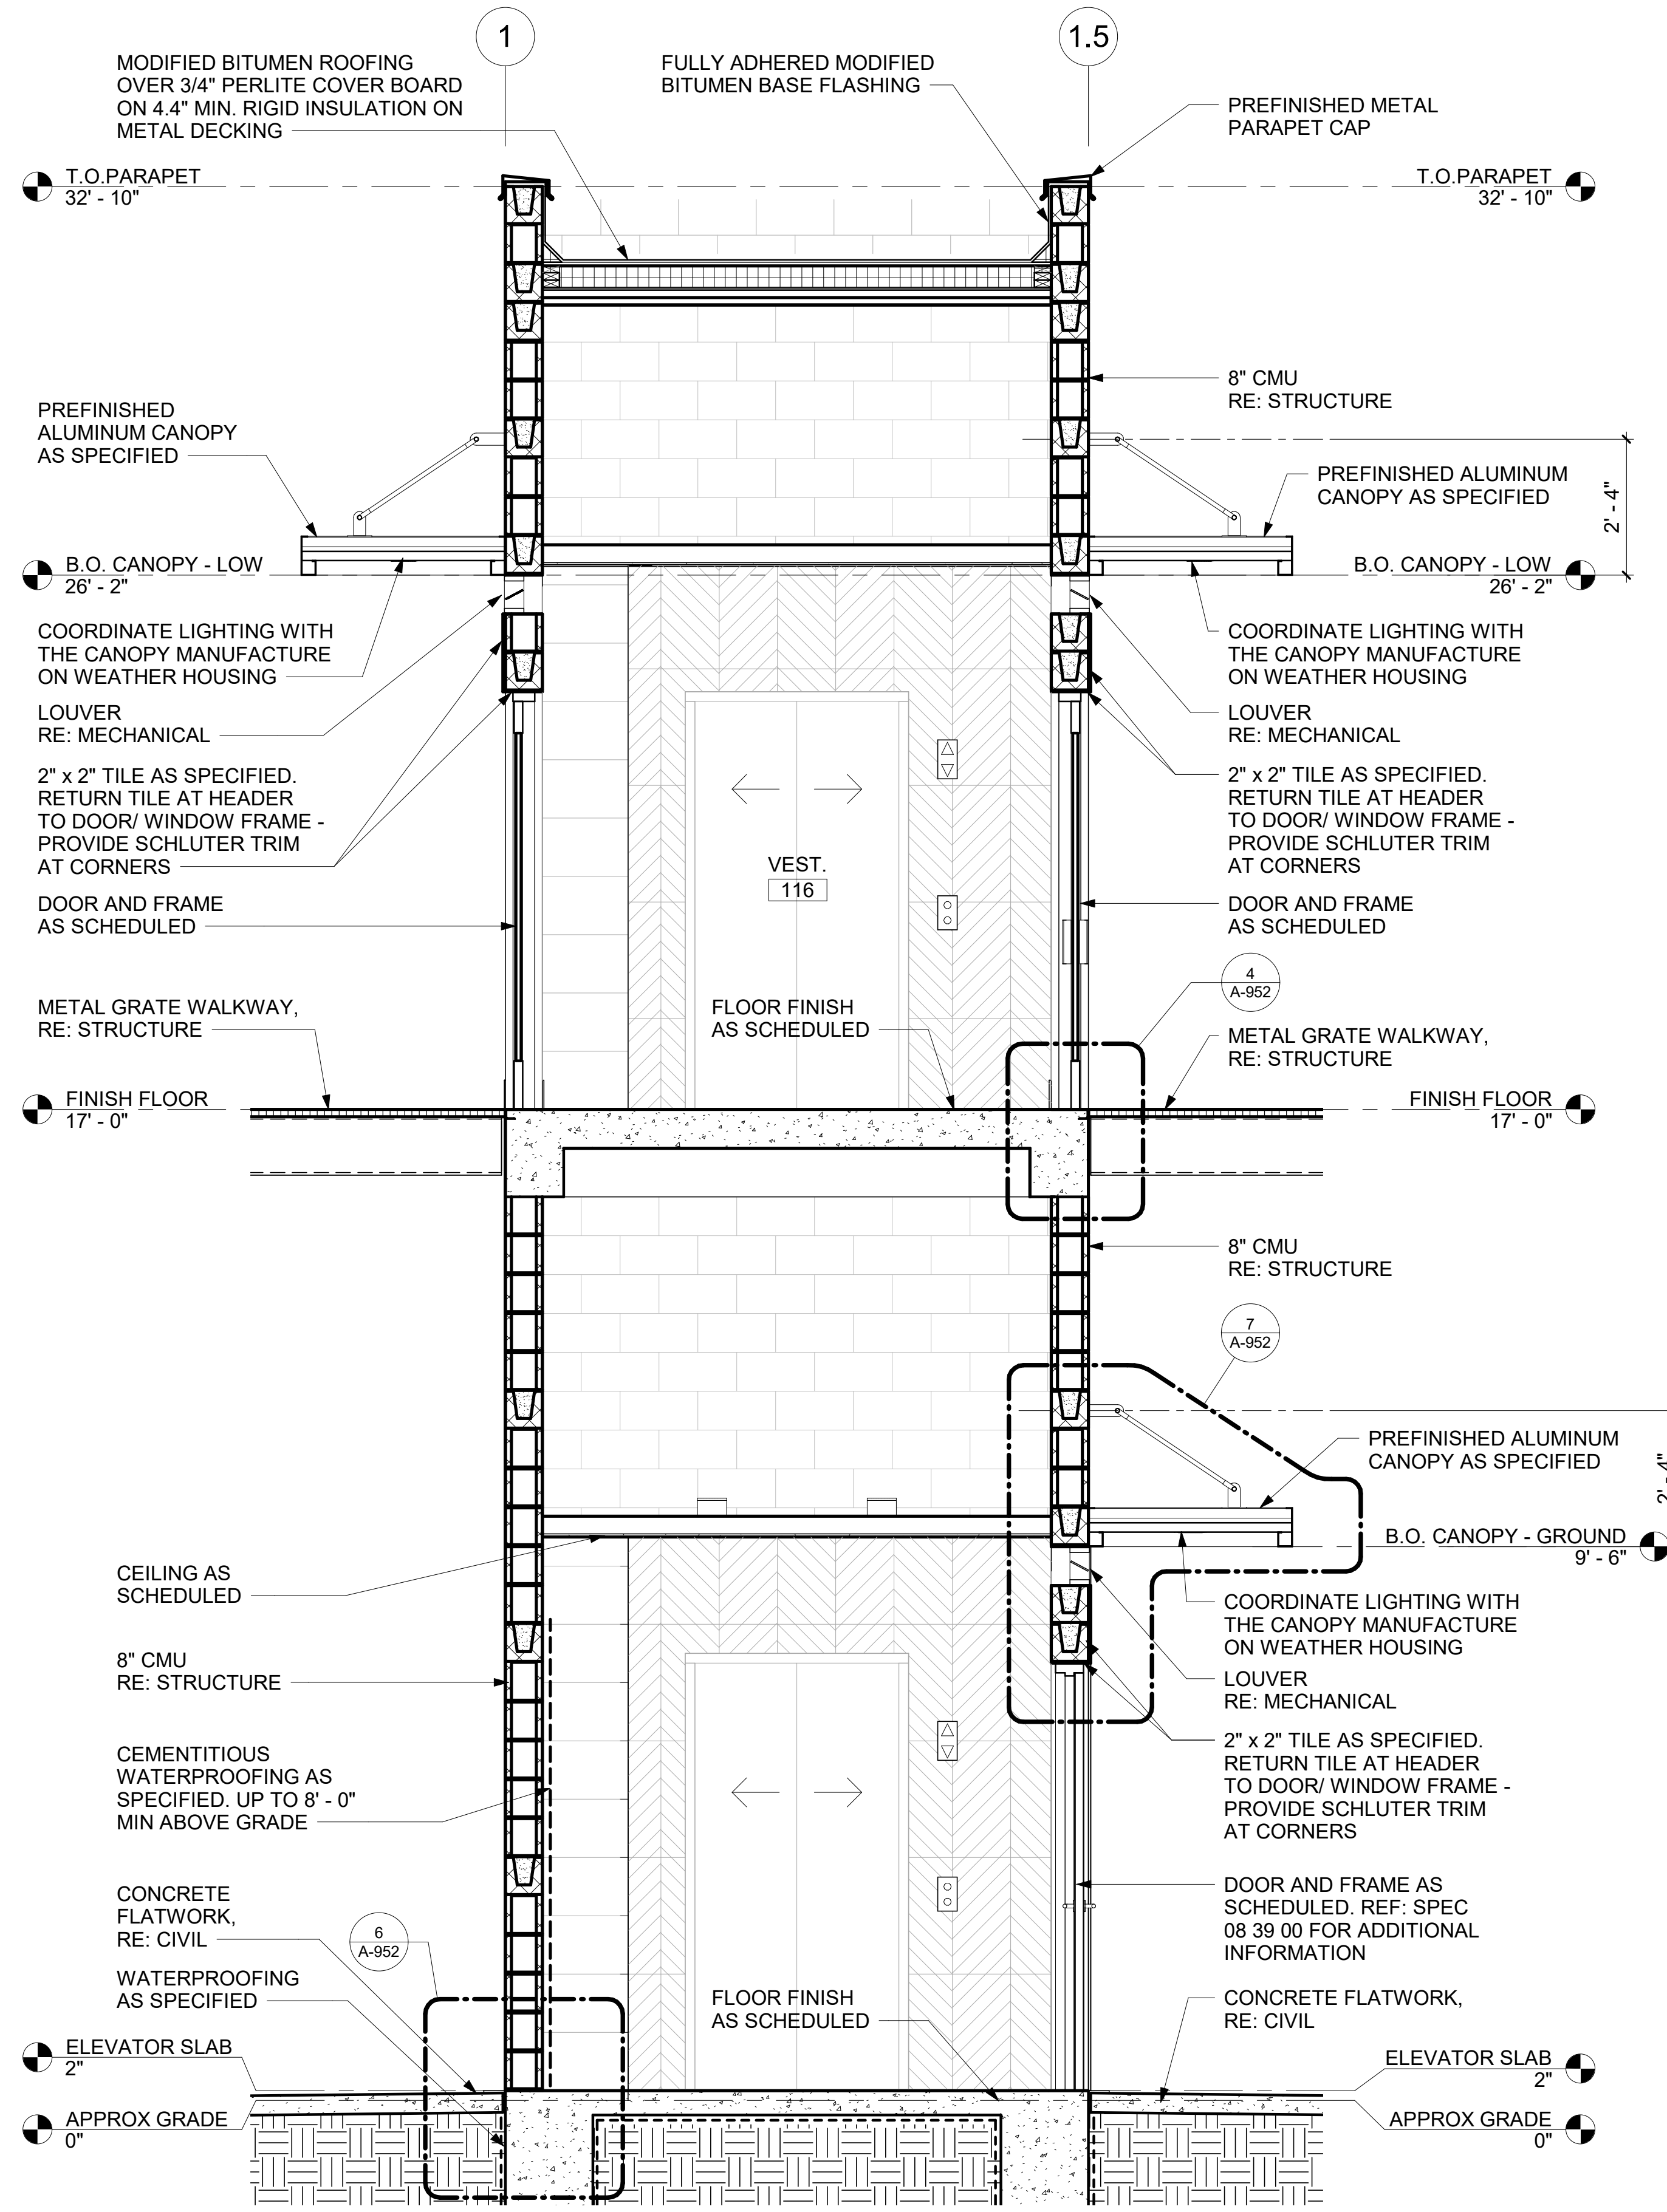 1
1.5
MODIFIED BITUMEN ROOFING
OVER 3/4" PERLITE COVER BOARD
ON 4.4" MIN. RIGID INSULATION ON
METAL DECKING
FULLY ADHERED MODIFIED
BITUMEN BASE FLASHING
PREFINISHED METAL
PARAPET CAP
T.O.PARAPET
32' - 10"
T.O.PARAPET
32' - 10"
8" CMU
RE: STRUCTURE
PREFINISHED
ALUMINUM CANOPY
AS SPECIFIED
PREFINISHED ALUMINUM
CANOPY AS SPECIFIED
2' - 4"
B.O. CANOPY - LOW
26' - 2"
B.O. CANOPY - LOW
26' - 2"
COORDINATE LIGHTING WITH
THE CANOPY MANUFACTURE
ON WEATHER HOUSING
COORDINATE LIGHTING WITH
THE CANOPY MANUFACTURE
ON WEATHER HOUSING
LOUVER
RE: MECHANICAL
LOUVER
RE: MECHANICAL
2" x 2" TILE AS SPECIFIED.
RETURN TILE AT HEADER
TO DOOR/ WINDOW FRAME -
PROVIDE SCHLUTER TRIM
AT CORNERS
2" x 2" TILE AS SPECIFIED.
RETURN TILE AT HEADER
TO DOOR/ WINDOW FRAME -
PROVIDE SCHLUTER TRIM
AT CORNERS
VEST.
116
DOOR AND FRAME
AS SCHEDULED
DOOR AND FRAME
AS SCHEDULED
4
A-952
METAL GRATE WALKWAY,
RE: STRUCTURE
FLOOR FINISH
AS SCHEDULED
METAL GRATE WALKWAY,
RE: STRUCTURE
FINISH FLOOR
17' - 0"
FINISH FLOOR
17' - 0"
8" CMU
RE: STRUCTURE
7
A-952
PREFINISHED ALUMINUM
CANOPY AS SPECIFIED
2' - 4"
B.O. CANOPY - GROUND
9' - 6"
CEILING AS
SCHEDULED
COORDINATE LIGHTING WITH
THE CANOPY MANUFACTURE
ON WEATHER HOUSING
8" CMU
RE: STRUCTURE
LOUVER
RE: MECHANICAL
CEMENTITIOUS
WATERPROOFING AS
SPECIFIED. UP TO 8' - 0"
MIN ABOVE GRADE
2" x 2" TILE AS SPECIFIED.
RETURN TILE AT HEADER
TO DOOR/ WINDOW FRAME -
PROVIDE SCHLUTER TRIM
AT CORNERS
CONCRETE
FLATWORK,
RE: CIVIL
6
A-952
DOOR AND FRAME AS
SCHEDULED. REF: SPEC
08 39 00 FOR ADDITIONAL
INFORMATION
WATERPROOFING
AS SPECIFIED
FLOOR FINISH
AS SCHEDULED
CONCRETE FLATWORK,
RE: CIVIL
ELEVATOR SLAB
2"
ELEVATOR SLAB
2"
APPROX GRADE
0"
APPROX GRADE
0"